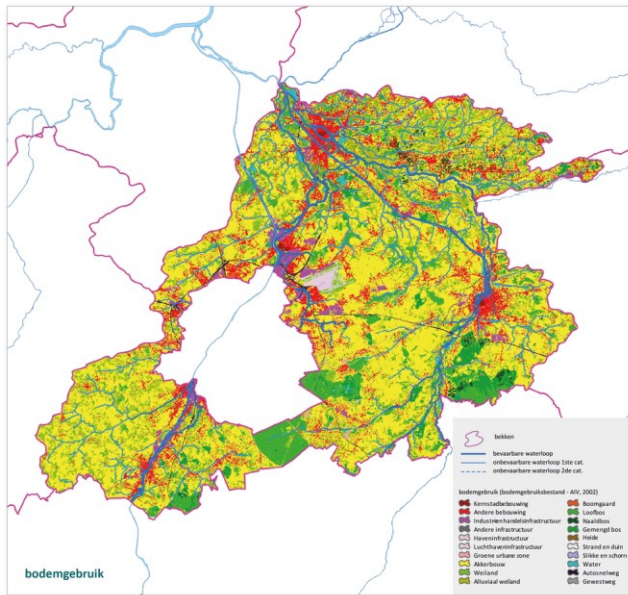 bekken
bevaarbare waterloop
onbevaarbare waterloop 1ste cat.
onbevaarbare waterloop 2de cat.
bodemgebruik (bodemgebruiksbestand - AIV, 2002)
Kernstadbebouwing
Andere bebouwing
Industrieenhandelsinfrastructuur
Andere infrastructuur
Haveninfrastructuur
Luchthaveninfrastructuur
Groene urbane zone
Akkerbouw
Weiland
Alluviaal weiland
Boomgaard
Loofbos
Naaldbos
Gemengd bos
Heide
Strand en duin
Slikke en schorre
Water
Autosnelweg
Gewestweg
bodemgebruik